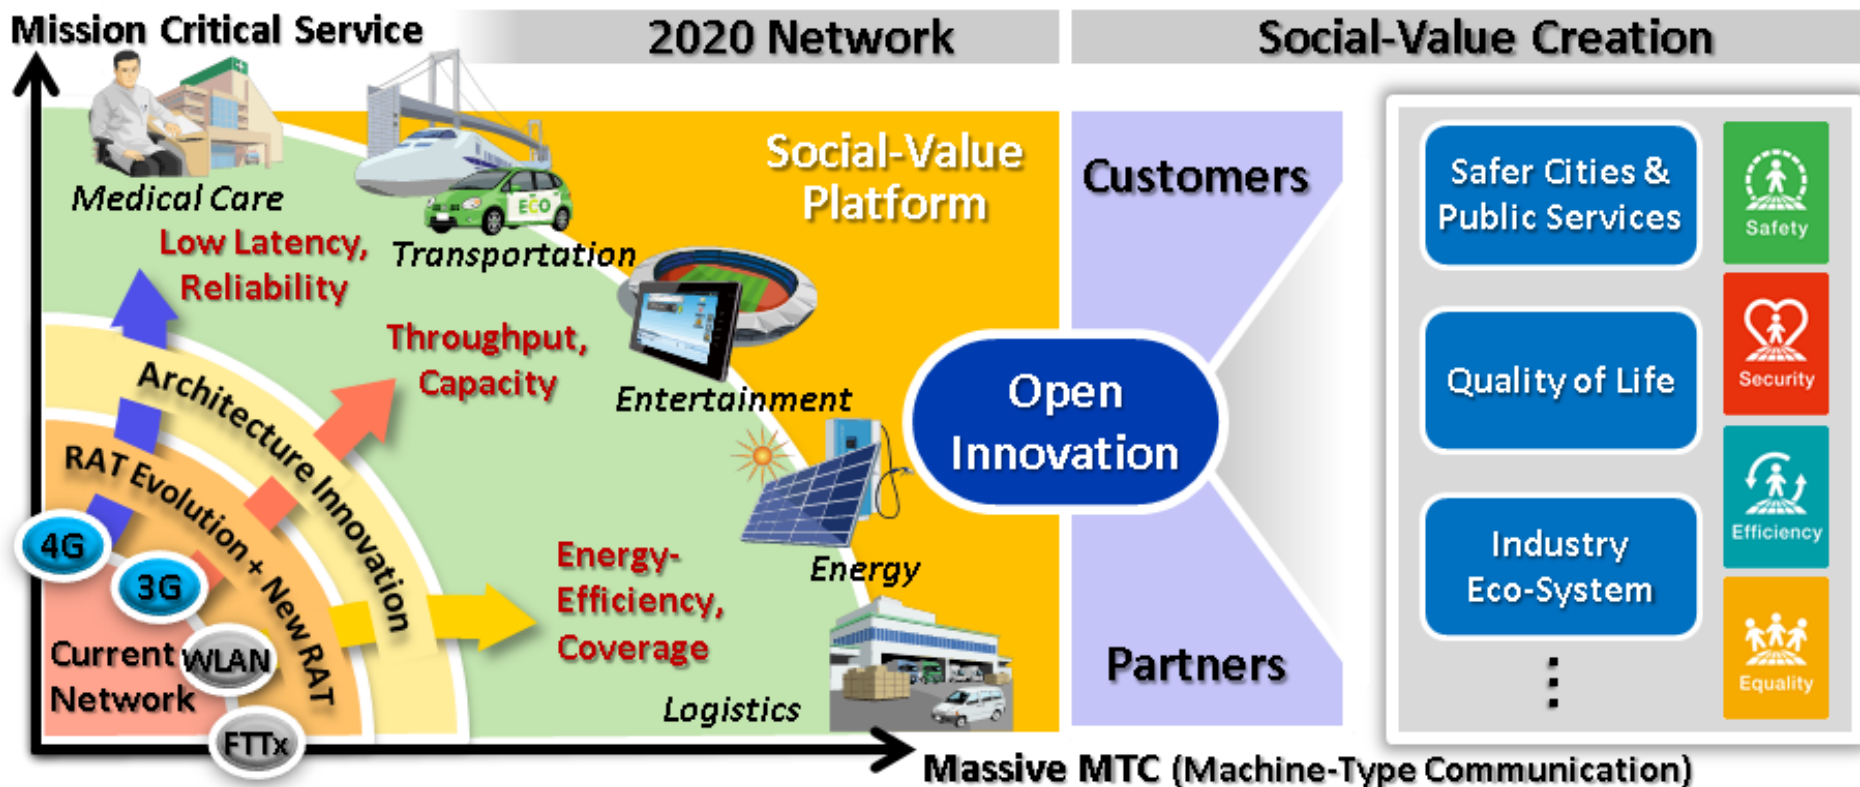 Mission Critical Service
2020 Network
Social-Value Creation
Medical Care
Low Latency,
Reliability
Transportation
Throughput,
Capacity
Entertainment
Social-Value
Platform
ECO
Architecture Innovation
RAT Evolution + New RAT
4G
3G
Current
Network
WLAN
FTTx
Energy-
Efficiency,
Coverage
Energy
Logistics
Open
Innovation
Customers
Partners
Safer Cities &
Public Services
Quality of Life
Industry
Eco-System
⋮
Safety
Security
Efficiency
Equality
Massive MTC (Machine-Type Communication)